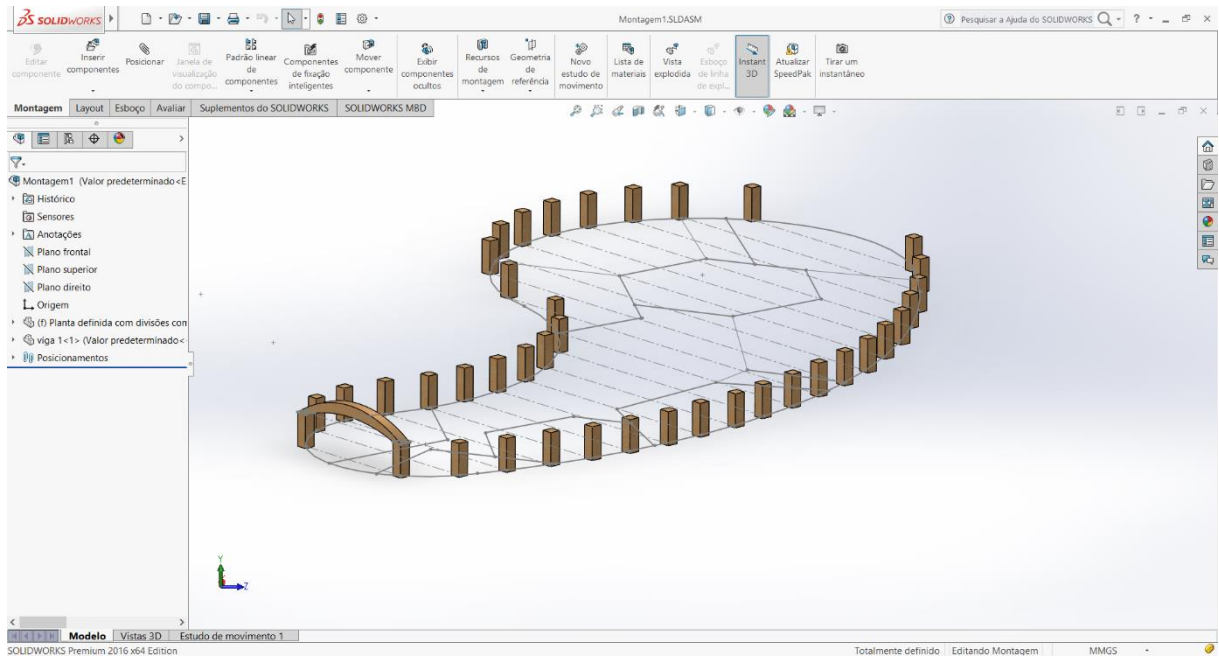 SOLIDWORKS
Montagem1.SLDASM
Pesquisar a Ajuda do SOLIDWORKS
?
Editar
componente
Inserir
componentes
Posicionar
Janela de
visualização
do compo...
Padrão linear
de
componentes
Componentes
de fixação
inteligentes
Mover
componente
Exibir
componentes
ocultos
Recursos
de
montagem
Geometria
de
referência
Novo
estudo de
movimento
Lista de
materiais
Vista
explodida
Esboço
de linha
de expl...
Instant
3D
Atualizar
SpeedPak
Tirar um
instantâneo
Montagem Layout Esboço Avaliar Suplementos do SOLIDWORKS SOLIDWORKS MBD
Montagem1 (Valor predeterminado<E
Histórico
Sensores
Anotações
Plano frontal
Plano superior
Plano direito
Origem
(f) Planta definida com divisões con
viga 1<1> (Valor predeterminado<
Posicionamentos
Y
Z
Modelo Vistas 3D Estudo de movimento 1
SOLIDWORKS Premium 2016 x64 Edition
Totalmente definido Editando Montagem MMGS